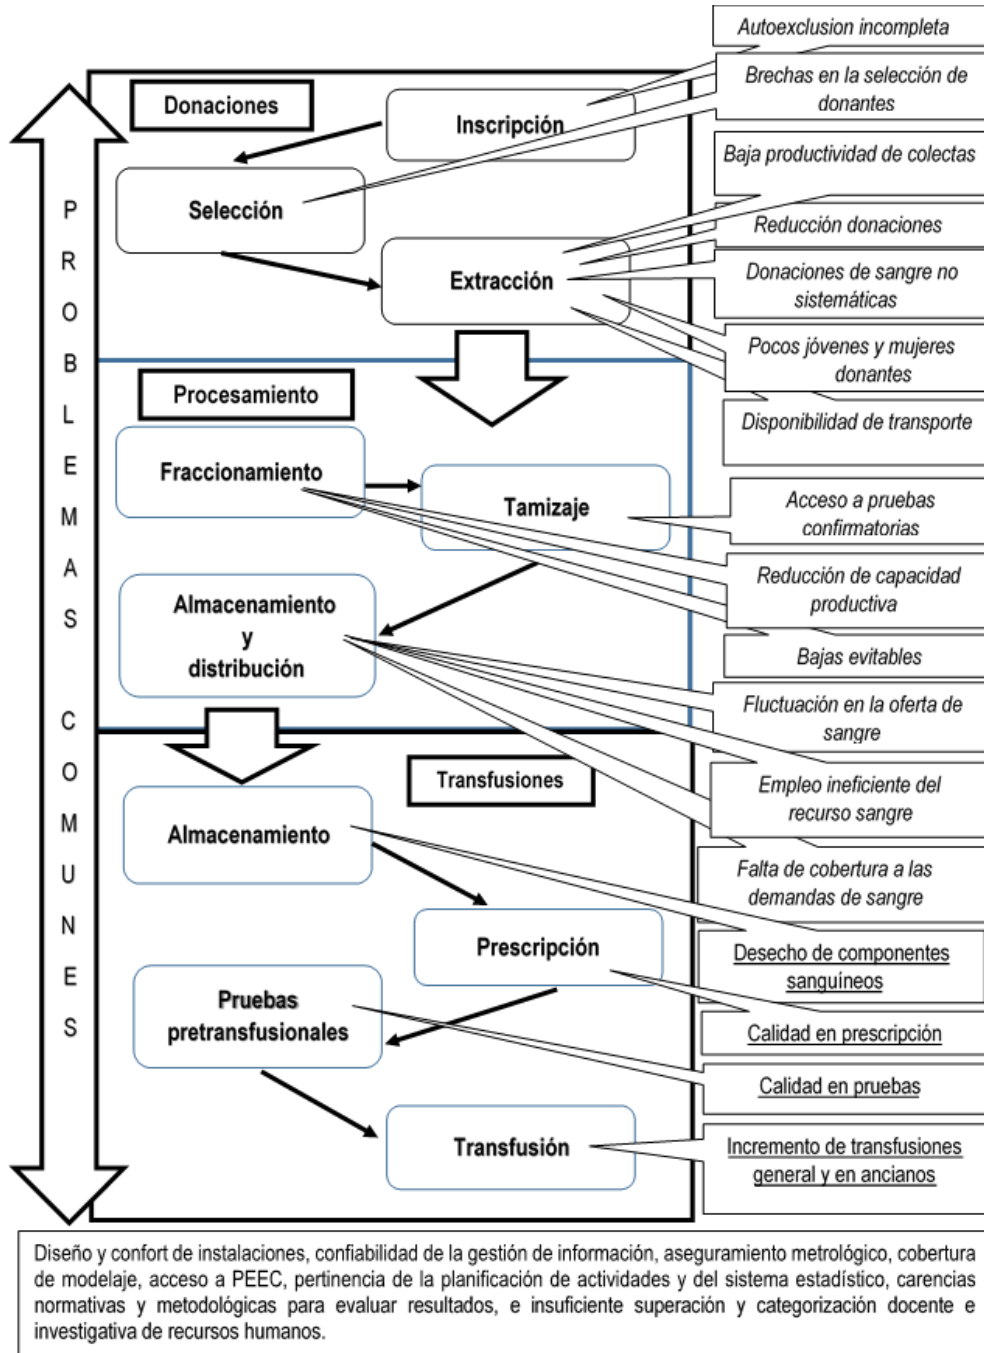 Autoexclusion incompleta
Brechas en la selección de
donantes
Donaciones
Inscripción
Baja productividad de colectas
Selección
Reducción donaciones
Extracción
Donaciones de sangre no
sistemáticas
Pocos jóvenes y mujeres
donantes
Procesamiento
Disponibilidad de transporte
Fraccionamiento
Tamizaje
Acceso a pruebas
confirmatorias
Reducción de capacidad
productiva
Almacenamiento
y
distribución
Bajas evitables
Fluctuación en la oferta de
sangre
Transfusiones
Empleo ineficiente del
recurso sangre
Almacenamiento
Falta de cobertura a las
demandas de sangre
Prescripción
Desecho de componentes
sanguíneos
Pruebas
pretransfusionales
Calidad en prescripción
Calidad en pruebas
Transfusión
Incremento de transfusiones
general y en ancianos
PROBLEMAS COMUNES
Diseño y confort de instalaciones, confiabilidad de la gestión de información, aseguramiento metrológico, cobertura
de modelaje, acceso a PEEC, pertinencia de la planificación de actividades y del sistema estadístico, carencias
normativas y metodológicas para evaluar resultados, e insuficiente superación y categorización docente e
investigativa de recursos humanos.